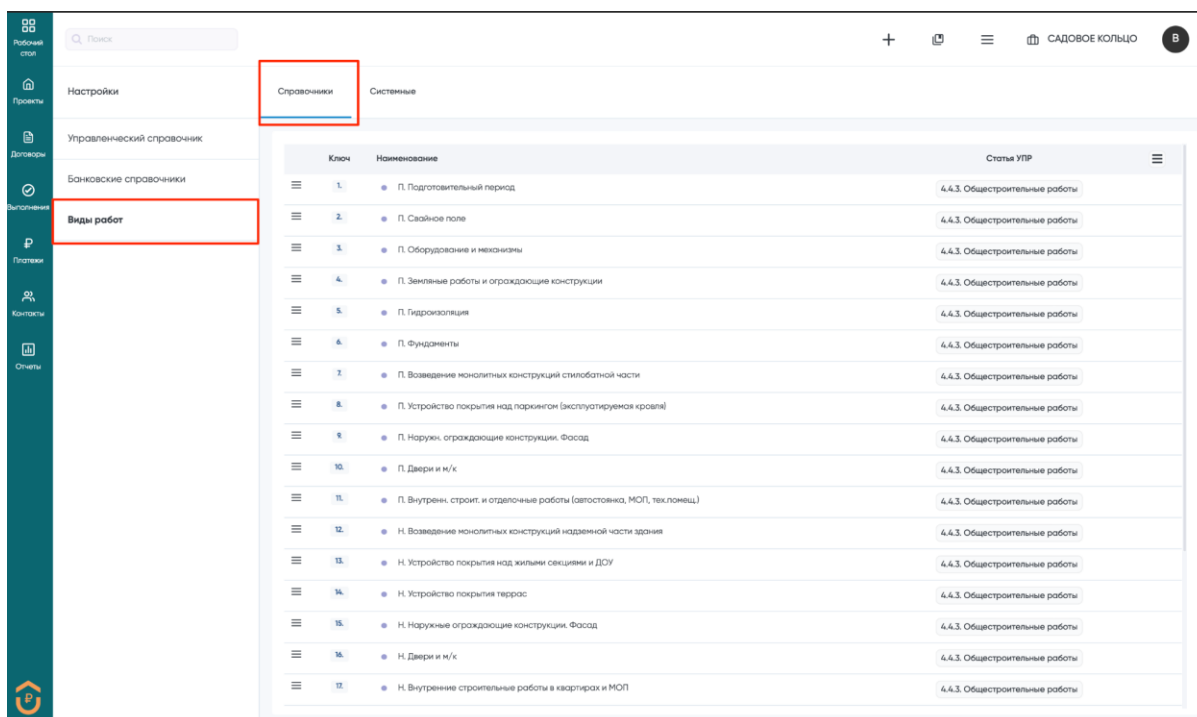 Рабочий
стол
Проекты
Договоры
Выполнения
Платежи
Контакты
Отчеты
Поиск
САДОВОЕ КОЛЬЦО
В
Настройки
Управленческий справочник
Банковские справочники
Виды работ
Справочники
Системные
Ключ Наименование Статья УПР
1. П. Подготовительный период 4.4.3. Общестроительные работы
2. П. Свайное поле 4.4.3. Общестроительные работы
3. П. Оборудование и механизмы 4.4.3. Общестроительные работы
4. П. Земляные работы и ограждающие конструкции 4.4.3. Общестроительные работы
5. П. Гидроизоляция 4.4.3. Общестроительные работы
6. П. Фундаменты 4.4.3. Общестроительные работы
7. П. Возведение монолитных конструкций стилобатной части 4.4.3. Общестроительные работы
8. П. Устройство покрытия над паркингом (эксплуатируемая кровля) 4.4.3. Общестроительные работы
9. П. Наружн. ограждающие конструкции. Фасад 4.4.3. Общестроительные работы
10. П. Двери и м/к 4.4.3. Общестроительные работы
11. П. Внутренн. строит. и отделочные работы (автостоянка, МОП, тех.помещ.) 4.4.3. Общестроительные работы
12. Н. Возведение монолитных конструкций надземной части здания 4.4.3. Общестроительные работы
13. Н. Устройство покрытия над жилыми секциями и ДОУ 4.4.3. Общестроительные работы
14. Н. Устройство покрытия террас 4.4.3. Общестроительные работы
15. Н. Наружные ограждающие конструкции. Фасад 4.4.3. Общестроительные работы
16. Н. Двери и м/к 4.4.3. Общестроительные работы
17. Н. Внутренние строительные работы в квартирах и МОП 4.4.3. Общестроительные работы